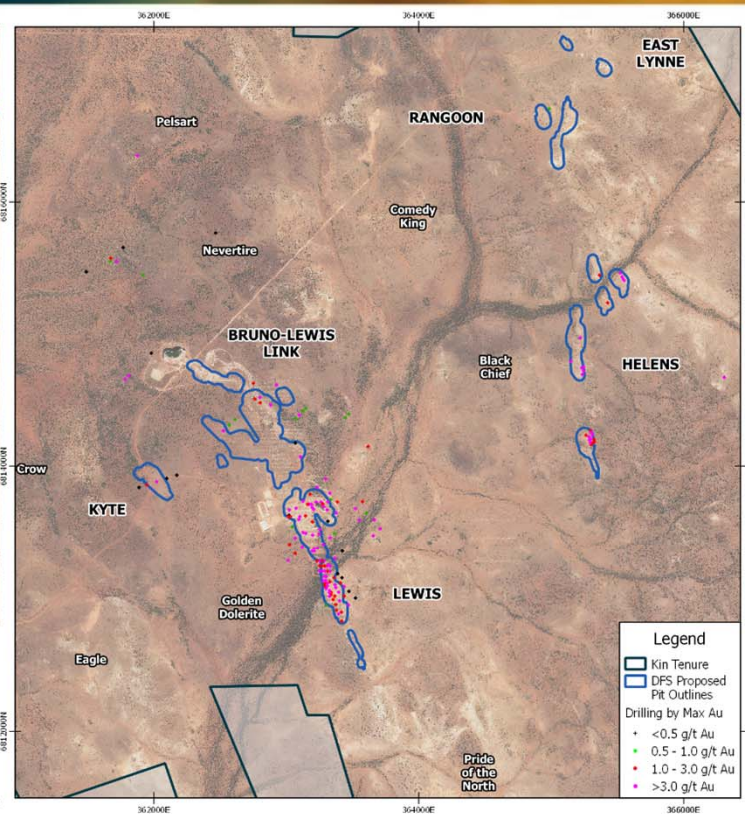 362000E
364000E
366000E
EAST
LYNNE
RANGOON
Pelsart
6816000N
Comedy
King
Nevertire
BRUNO-LEWIS
LINK
Black
Chief
HELENS
6814000N
Crow
KYTE
LEWIS
Golden
Dolerite
Eagle
6812000N
Pride
of the
North
Legend
Kin Tenure
DFS Proposed
Pit Outlines
Drilling by Max Au
<0.5 g/t Au
0.5 - 1.0 g/t Au
1.0 - 3.0 g/t Au
>3.0 g/t Au
362000E
364000E
366000E